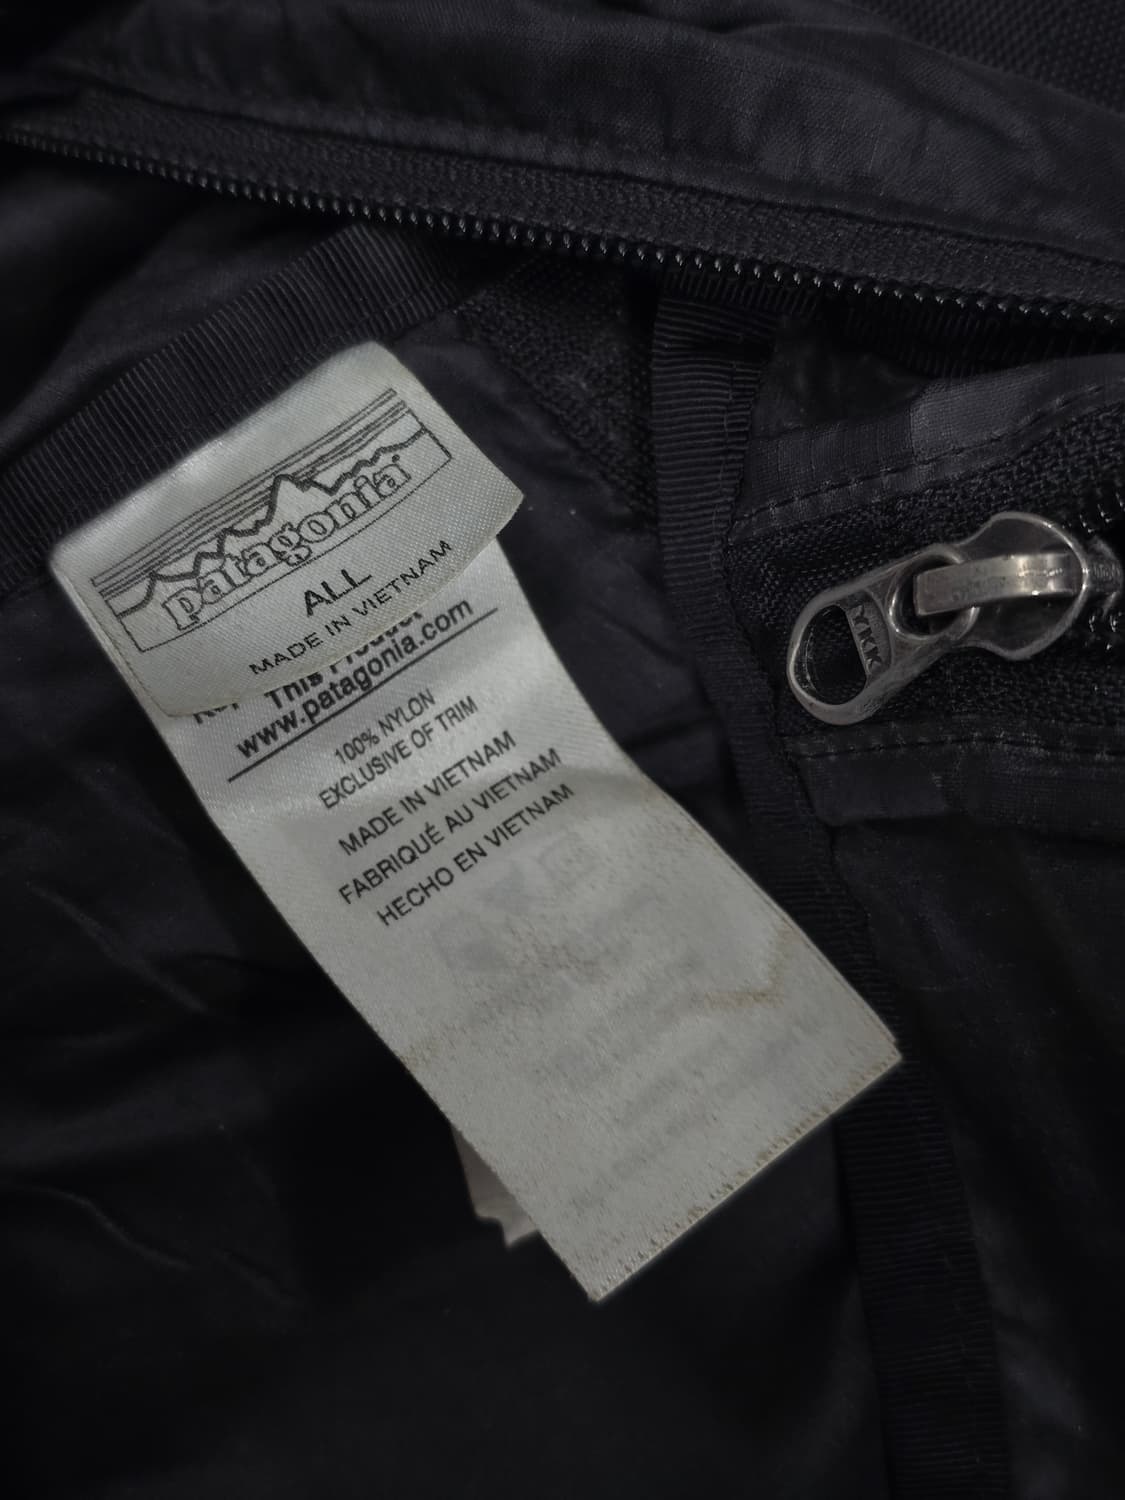 patagonia
ALL
MADE IN VIETNAM
This Product
www.patagonia.com
100% NYLON
EXCLUSIVE OF TRIM
MADE IN VIETNAM
FABRIQUÉ AU VIETNAM
HECHO EN VIETNAM
YKK